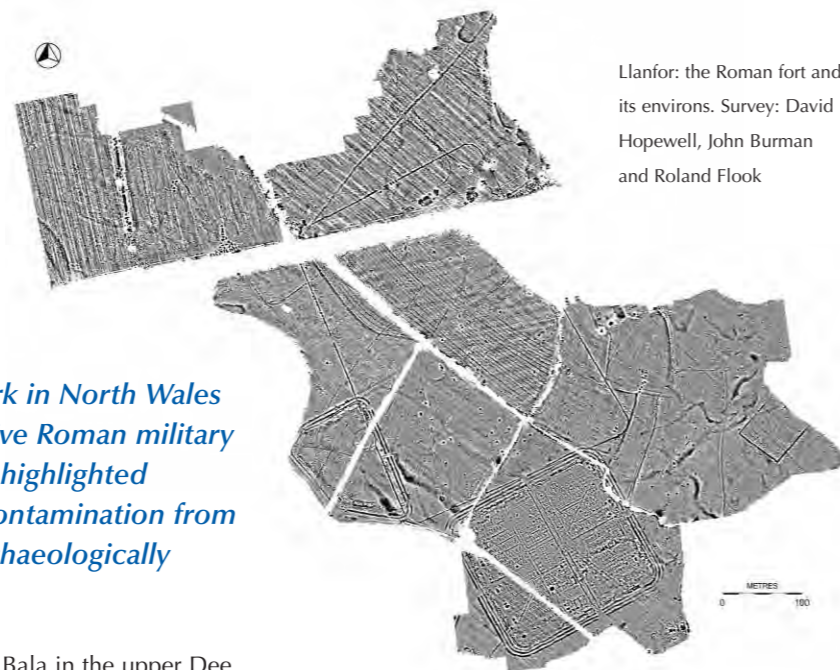 Llanfor: the Roman fort and
its environs. Survey: David
Hopewell, John Burman
and Roland Flook
rk in North Wales
ve Roman military
highlighted
ontamination from
haeologically
METRES
0 100
Bala in the upper Dee